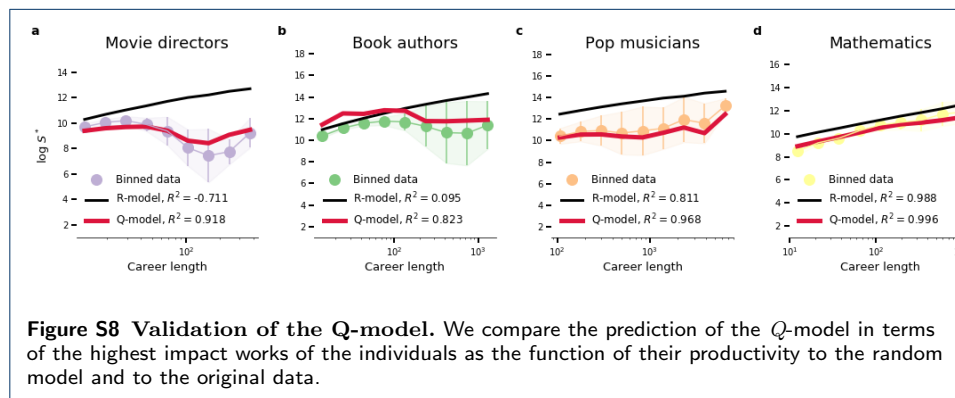 a
Movie directors
14
12
10
8
6
4
2
log S*
Binned data
R-model, R² = -0.711
Q-model, R² = 0.918
10²
Career length
b
Book authors
18
16
14
12
10
8
6
4
2
Binned data
R-model, R² = 0.095
Q-model, R² = 0.823
10² 10³
Career length
c
Pop musicians
18
16
14
12
10
8
6
4
2
Binned data
R-model, R² = 0.811
Q-model, R² = 0.968
10² 10³
Career length
d
Mathematics
16
14
12
10
8
6
4
2
Binned data
R-model, R² = 0.988
Q-model, R² = 0.996
10¹ 10²
Career length
Figure S8 Validation of the Q-model. We compare the prediction of the Q-model in terms
of the highest impact works of the individuals as the function of their productivity to the random
model and to the original data.